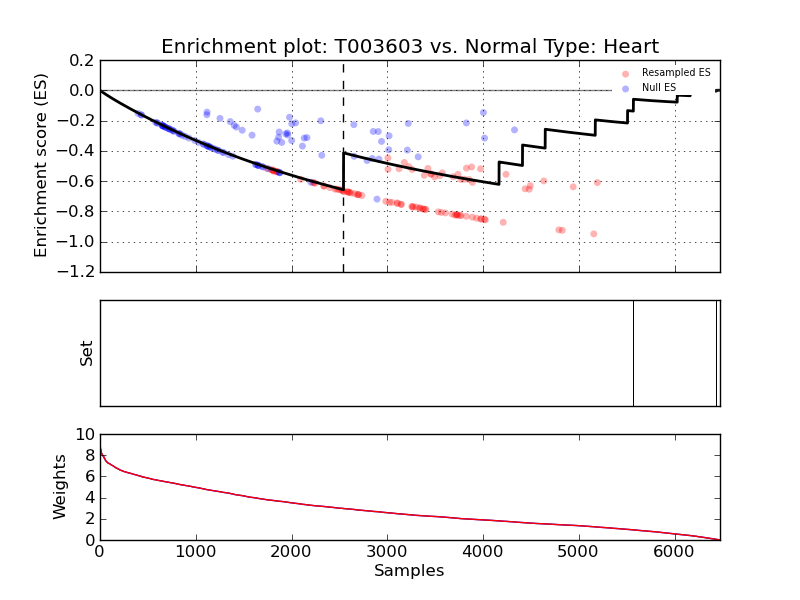 Enrichment plot: T003603 vs. Normal Type: Heart
Enrichment score (ES)
0.2
0.0
−0.2
−0.4
−0.6
−0.8
−1.0
−1.2
Resampled ES
Null ES
Set
Weights
10
8
6
4
2
0
0 1000 2000 3000 4000 5000 6000
Samples